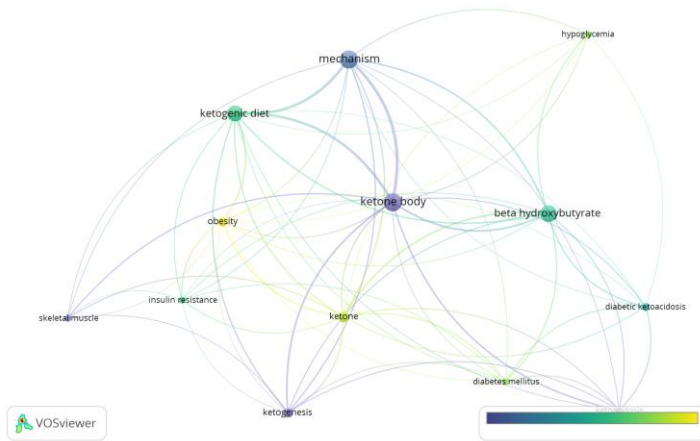 hypoglycemia
mechanism
ketogenic diet
ketone body
beta hydroxybutyrate
obesity
insulin resistance
diabetic ketoacidosis
skeletal muscle
ketone
diabetes mellitus
ketogenesis
VOSviewer